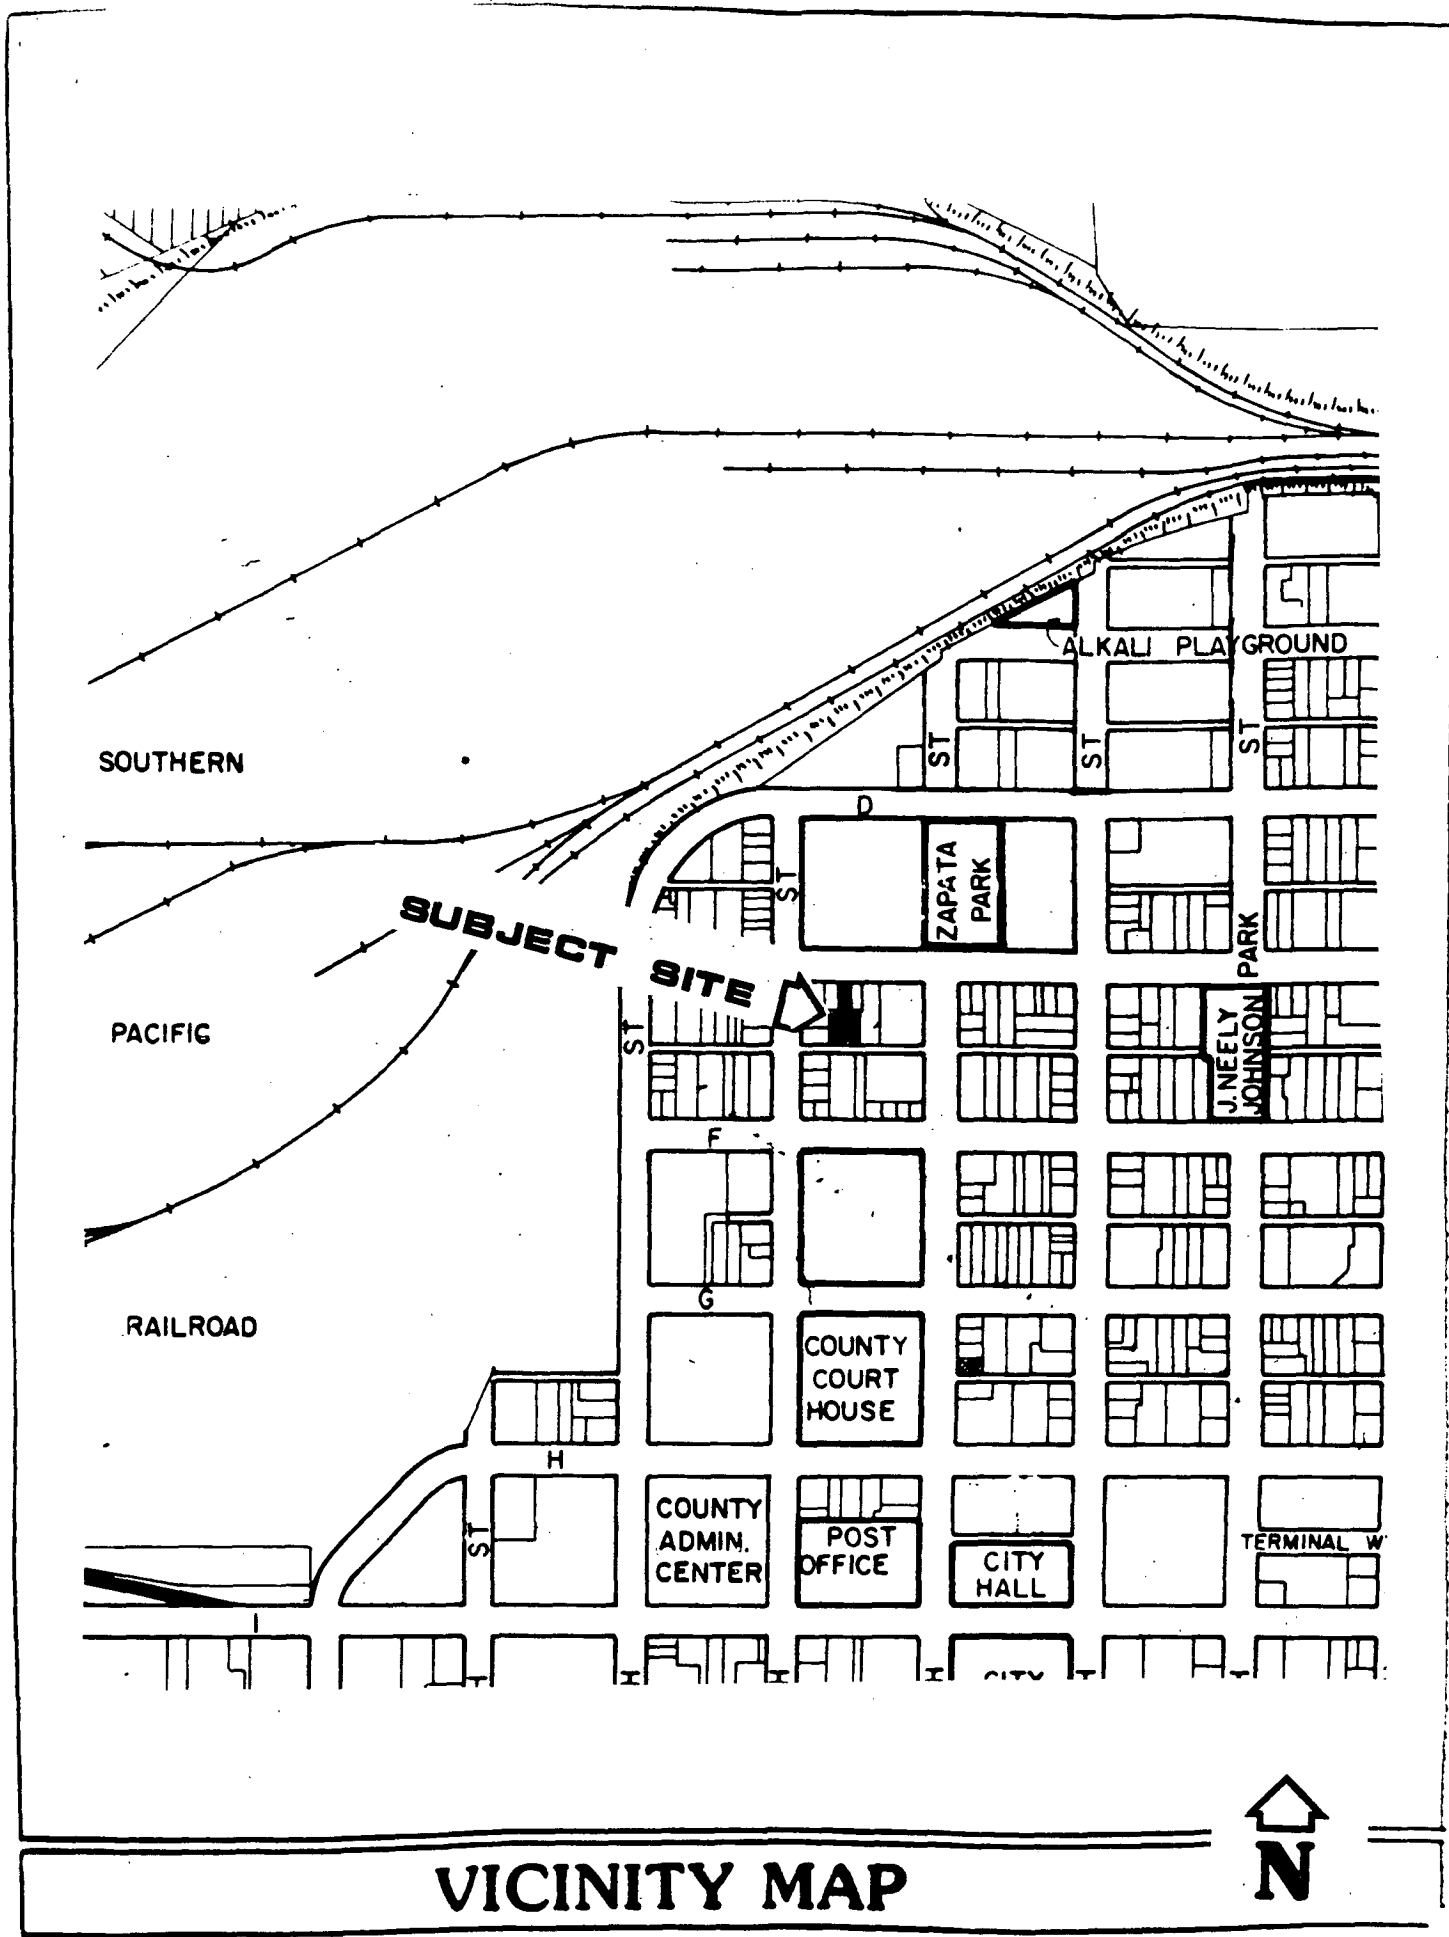 ALKALI PLAYGROUND
SOUTHERN
ST
ST
ST
D
ST
ZAPATA
PARK
SUBJECT SITE
PARK
J. NEELY
JOHNSON
PACIFIC
ST
F
G
RAILROAD
COUNTY
COURT
HOUSE
H
ST
COUNTY
ADMIN.
CENTER
POST
OFFICE
CITY
HALL
TERMINAL W
I
CITY
N
VICINITY MAP